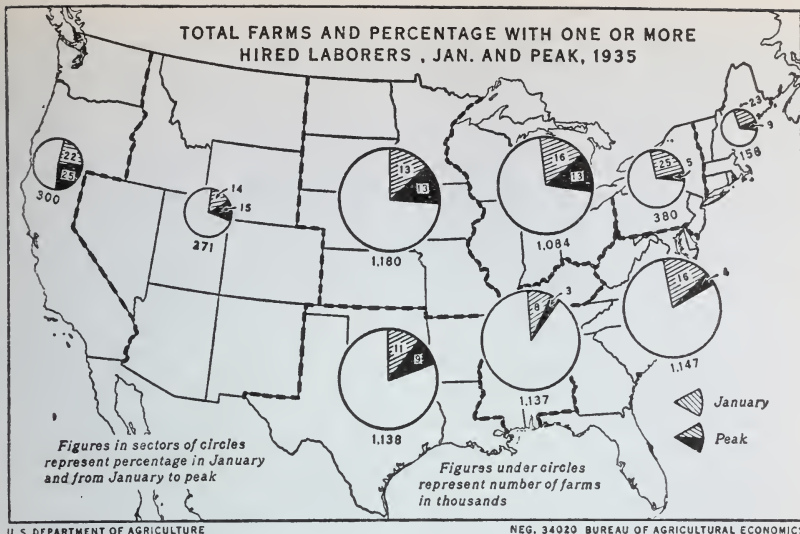 TOTAL FARMS AND PERCENTAGE WITH ONE OR MORE
HIRED LABORERS , JAN. AND PEAK, 1935
22
25
300
14
15
271
13
13
1,180
16
13
1,084
25
5
380
23
9
158
11
9
1,138
8
3
1,137
16
4
1,147
January
Peak
Figures in sectors of circles
represent percentage in January
and from January to peak
Figures under circles
represent number of farms
in thousands
U. S. DEPARTMENT OF AGRICULTURE
NEG. 34020 BUREAU OF AGRICULTURAL ECONOMICS